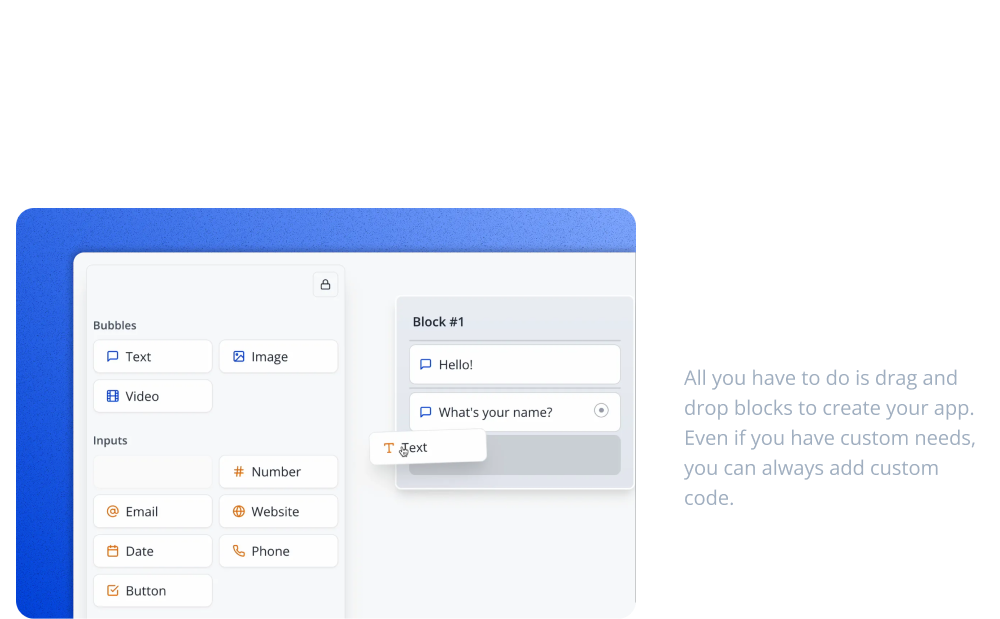 Bubbles
Text
Image
Video
Inputs
Number
Email
Website
Date
Phone
Button
Block #1
Hello!
What's your name?
Text
All you have to do is drag and
drop blocks to create your app.
Even if you have custom needs,
you can always add custom
code.